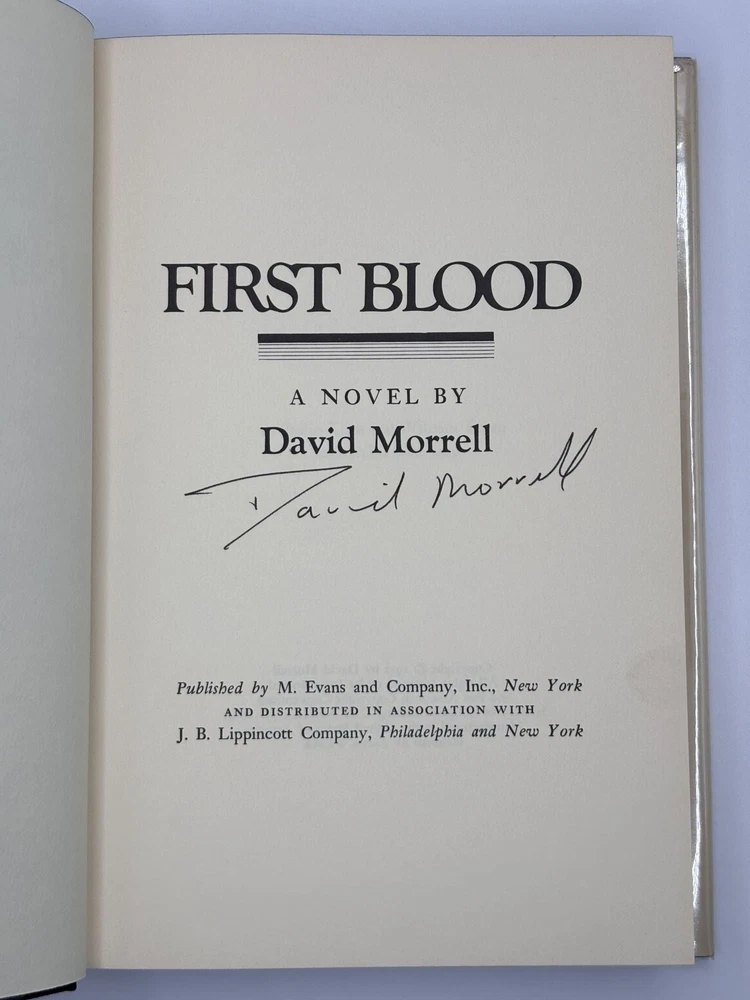 FIRST BLOOD
A NOVEL BY
David Morrell
David Morrell
Published by M. Evans and Company, Inc., New York
AND DISTRIBUTED IN ASSOCIATION WITH
J. B. Lippincott Company, Philadelphia and New York